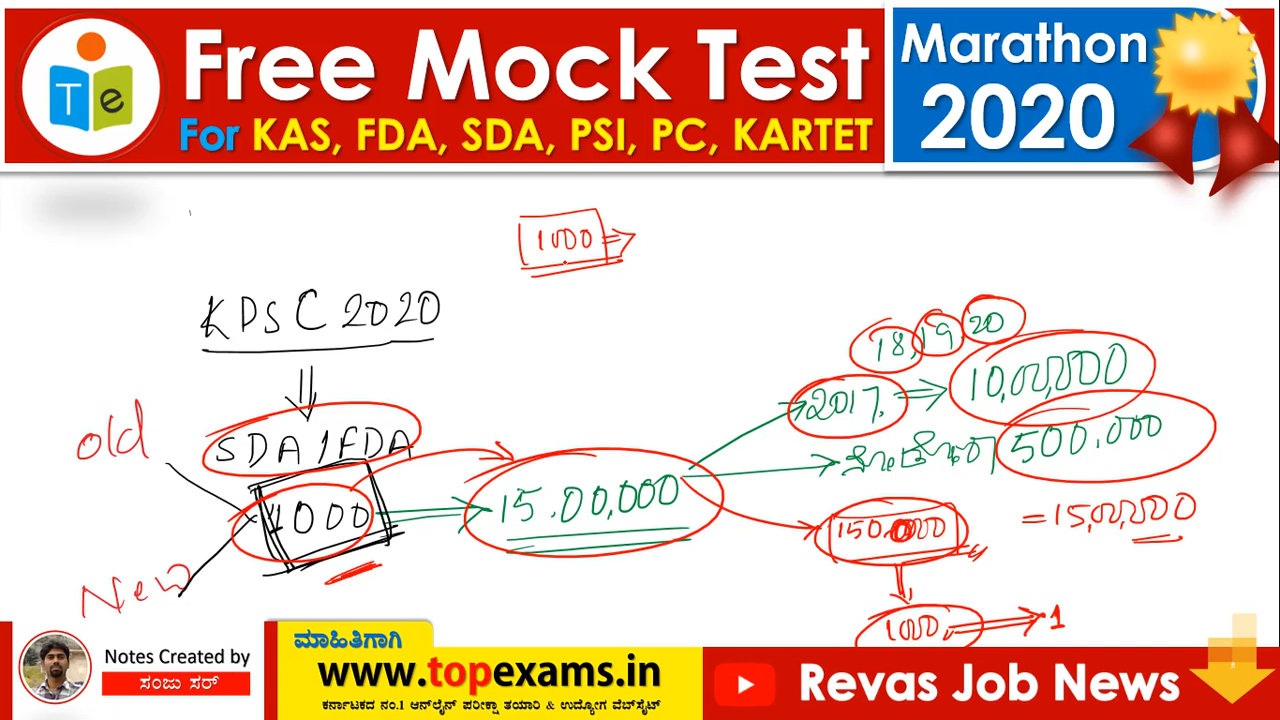 Te
Free Mock Test
For KAS, FDA, SDA, PSI, PC, KARTET
Marathon
2020
1000
KPSC 2020
18, 19, 20
2017. 10,00,000
old
SDA / FDA
500.000
1000
15.00,000
150.000
= 15,00,000
New
1000, 1
Notes Created by
ಸಂಜು ಸರ್
ಮಾಹಿತಿಗಾಗಿ
www.topexams.in
ಕರ್ನಾಟಕದ ನಂ.1 ಆನ್‌ಲೈನ್ ಪರೀಕ್ಷಾ ತಯಾರಿ & ಉದ್ಯೋಗ ವೆಬ್‌ಸೈಟ್
Revas Job News